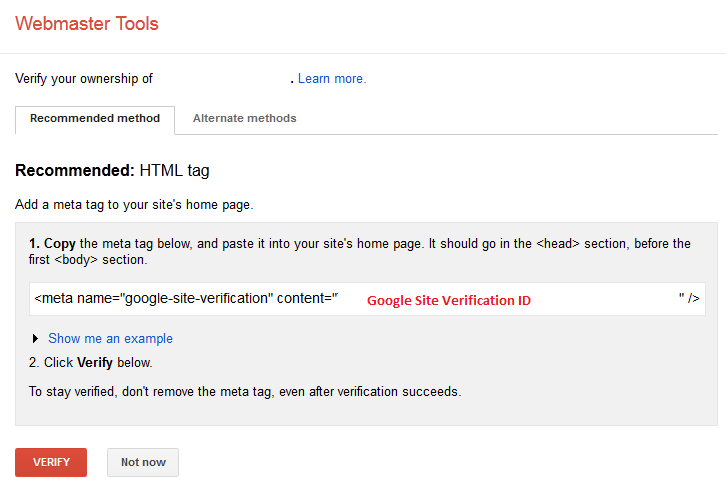 Webmaster Tools
Verify your ownership of . Learn more.
Recommended method Alternate methods
Recommended: HTML tag
Add a meta tag to your site's home page.
1. Copy the meta tag below, and paste it into your site's home page. It should go in the <head> section, before the
first <body> section.
<meta name="google-site-verification" content=" Google Site Verification ID " />
Show me an example
2. Click Verify below.
To stay verified, don't remove the meta tag, even after verification succeeds.
VERIFY Not now